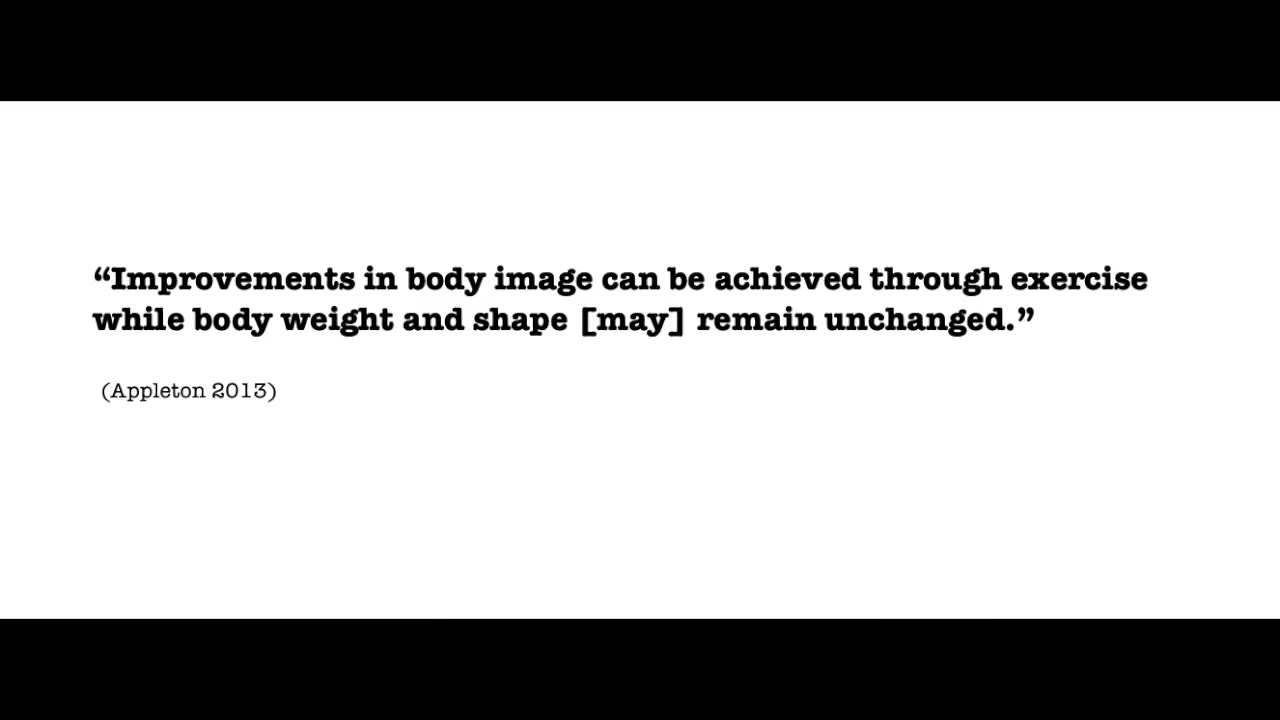 “Improvements in body image can be achieved through exercise
while body weight and shape [may] remain unchanged.”
(Appleton 2013)